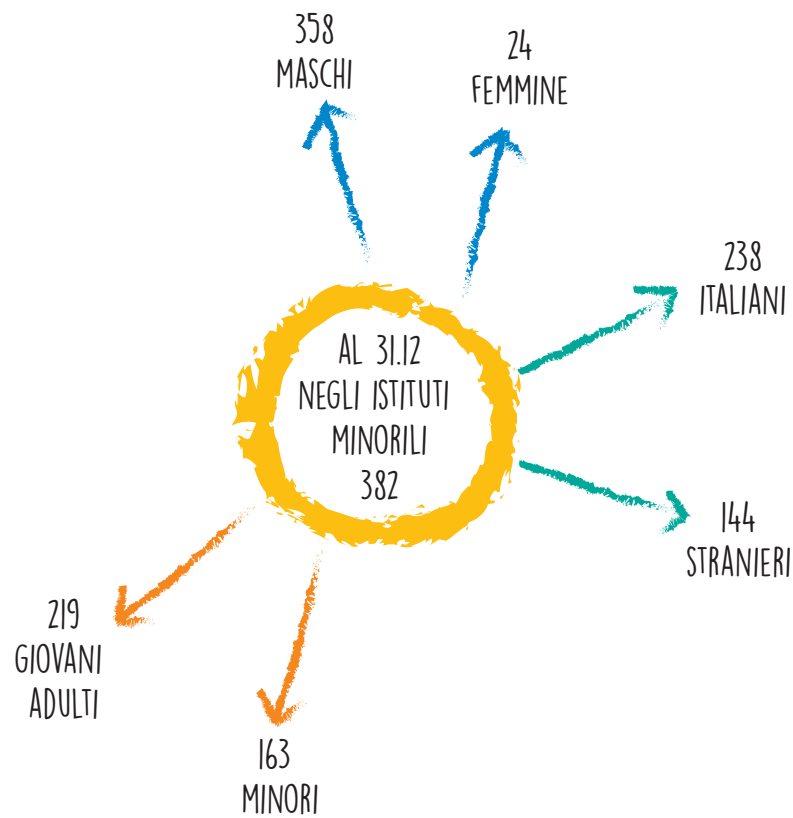 358
MASCHI
24
FEMMINE
238
ITALIANI
AL 31.12
NEGLI ISTITUTI
MINORILI
382
144
STRANIERI
219
GIOVANI
ADULTI
163
MINORI